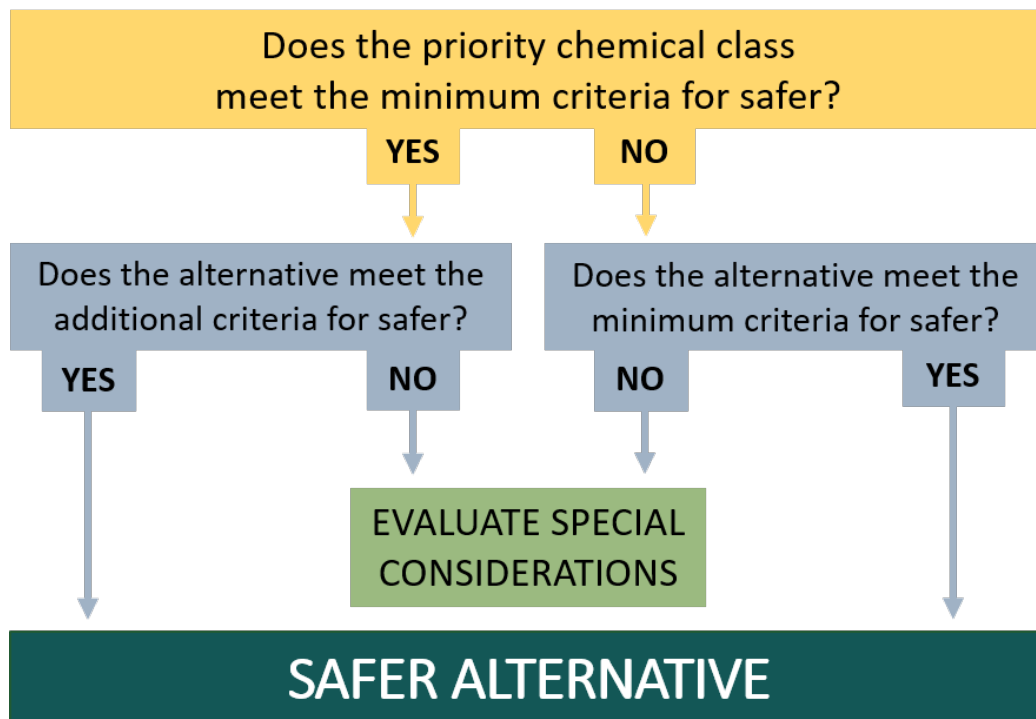 Does the priority chemical class
meet the minimum criteria for safer?
YES
NO
Does the alternative meet the
additional criteria for safer?
YES
NO
Does the alternative meet the
minimum criteria for safer?
NO
YES
EVALUATE SPECIAL
CONSIDERATIONS
SAFER ALTERNATIVE